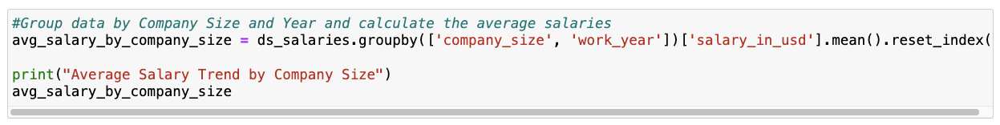 #Group data by Company Size and Year and calculate the average salaries
avg_salary_by_company_size = ds_salaries.groupby(['company_size', 'work_year'])['salary_in_usd'].mean().reset_index(
print("Average Salary Trend by Company Size")
avg_salary_by_company_size